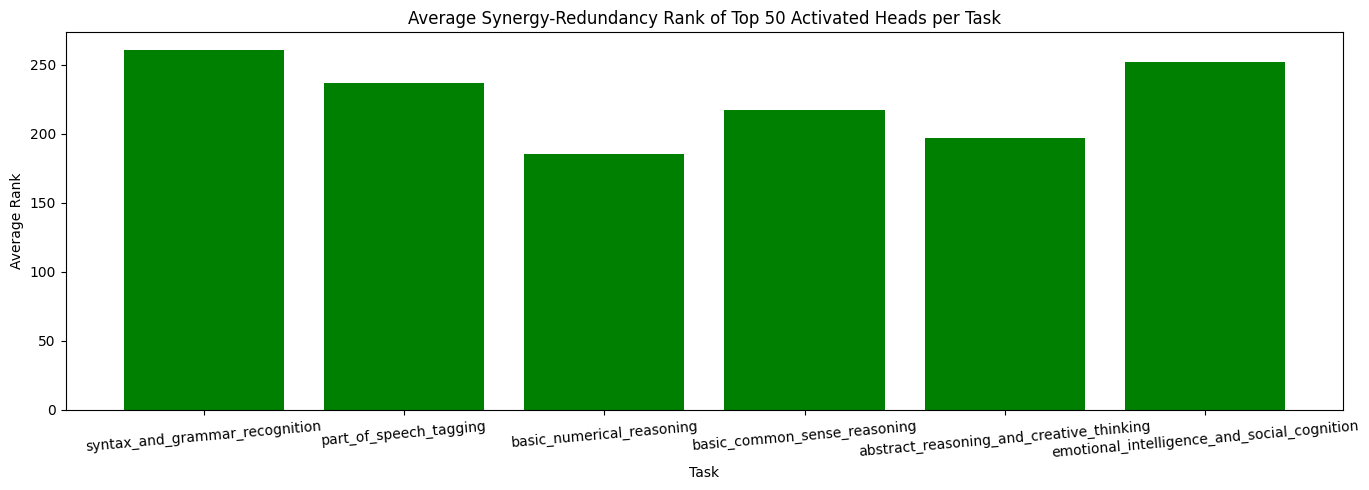 Average Synergy-Redundancy Rank of Top 50 Activated Heads per Task
Average Rank
250
200
150
100
50
0
syntax_and_grammar_recognition
part_of_speech_tagging
basic_numerical_reasoning
basic_common_sense_reasoning
abstract_reasoning_and_creative_thinking
emotional_intelligence_and_social_cognition
Task